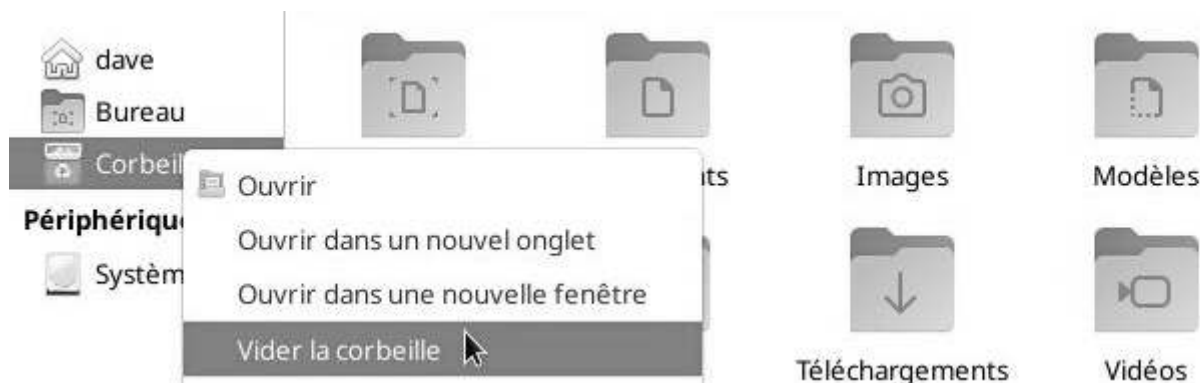 dave
Bureau
Corbeil
Périphériqu
Systèm
Ouvrir
Ouvrir dans un nouvel onglet
Ouvrir dans une nouvelle fenêtre
Vider la corbeille
ts
Images
Modèles
Téléchargements
Vidéos